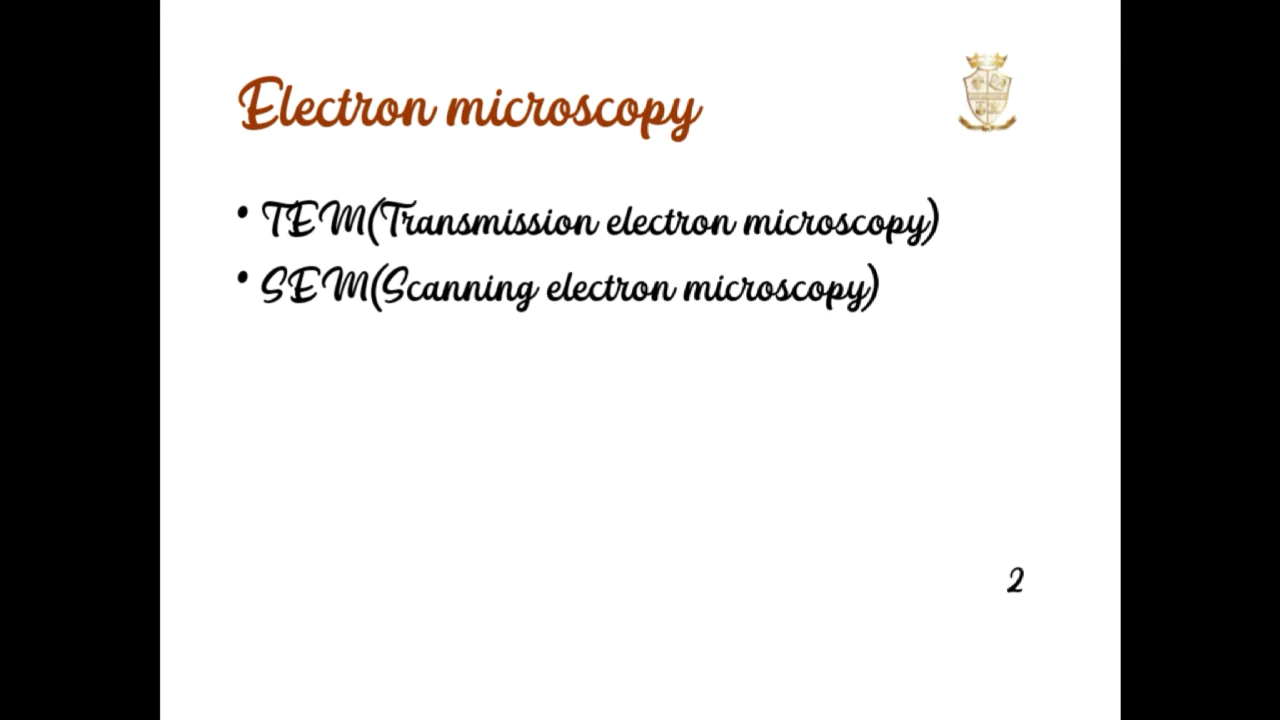 Electron microscopy
• TEM(Transmission electron microscopy)
• SEM(Scanning electron microscopy)
2